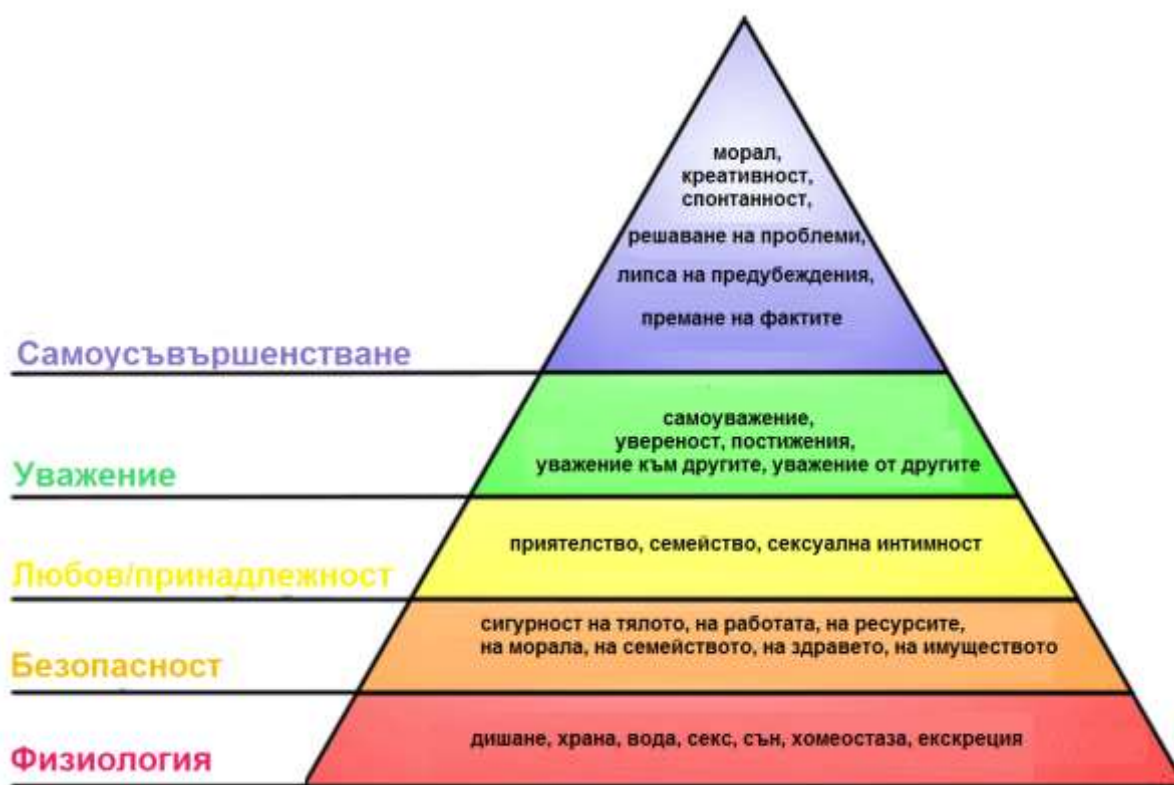 морал,
креативност,
спонтанност,
решаване на проблеми,
липса на предубеждения,
премане на фактите
Самоусъвършенстване
самоуважение,
увереност, постижения,
уважение към другите, уважение от другите
Уважение
приятелство, семейство, сексуална интимност
Любов/принадлежност
сигурност на тялото, на работата, на ресурсите,
на морала, на семейството, на здравето, на имуществото
Безопасност
дишане, храна, вода, секс, сън, хомеостаза, екскреция
Физиология